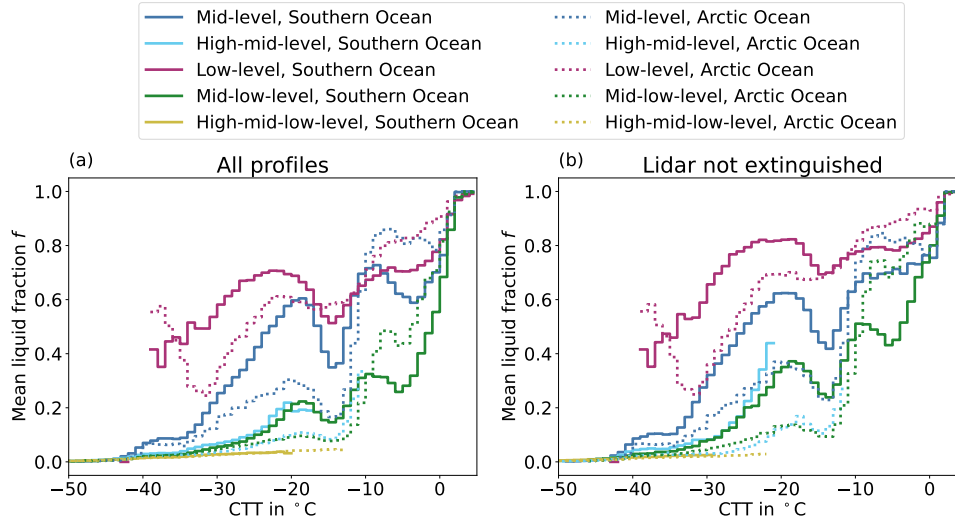 Mid-level, Southern Ocean
High-mid-level, Southern Ocean
Low-level, Southern Ocean
Mid-low-level, Southern Ocean
High-mid-low-level, Southern Ocean
Mid-level, Arctic Ocean
High-mid-level, Arctic Ocean
Low-level, Arctic Ocean
Mid-low-level, Arctic Ocean
High-mid-low-level, Arctic Ocean
(a)
All profiles
Mean liquid fraction f
1.0
0.8
0.6
0.4
0.2
0.0
−50 −40 −30 −20 −10 0
CTT in °C
(b)
Lidar not extinguished
Mean liquid fraction f
1.0
0.8
0.6
0.4
0.2
0.0
−50 −40 −30 −20 −10 0
CTT in °C